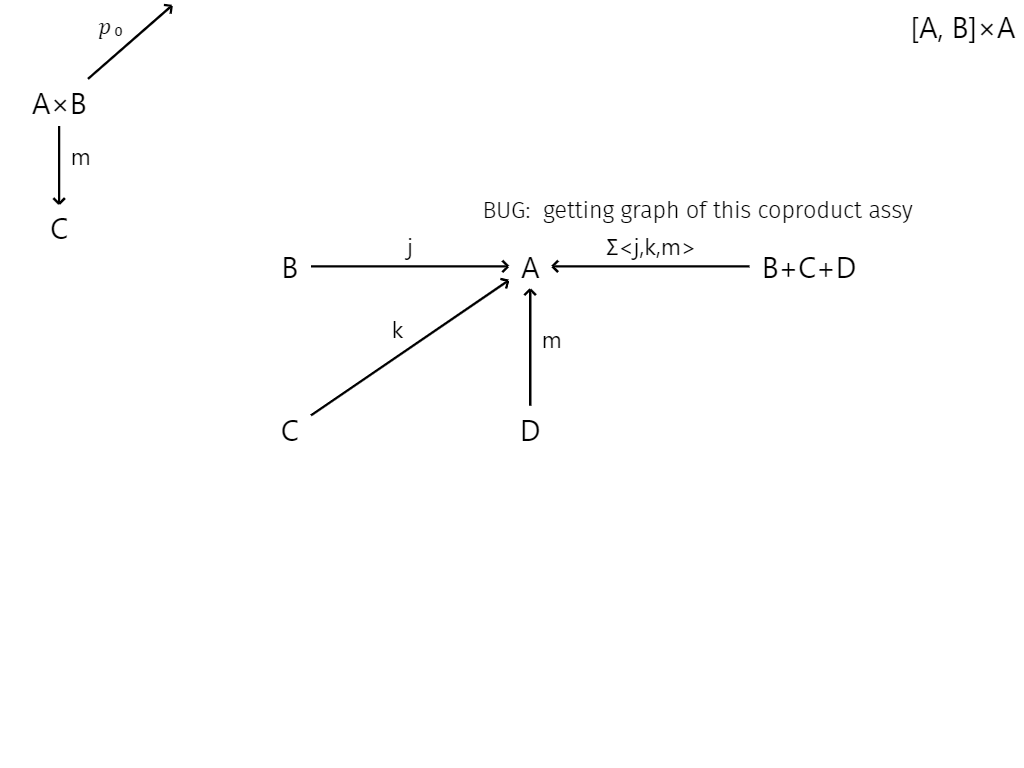 p₀
[A, B]×A
A×B
m
C
BUG: getting graph of this coproduct assy
j
Σ<j,k,m>
B
A
B+C+D
k
m
C
D